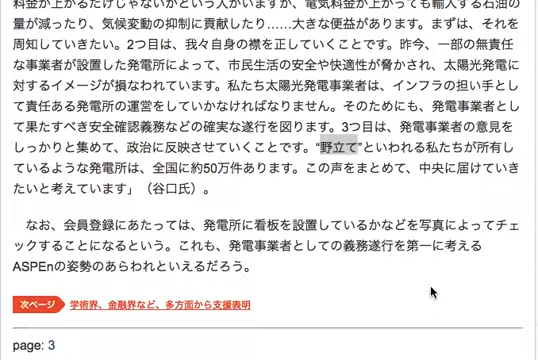 料金が上がるだけじゃないかという人がいますが、電気料金が上がっても輸入する石油の
量が減ったり、気候変動の抑制に貢献したり……大きな便益があります。まずは、それを
周知していきたい。2つ目は、我々自身の襟を正していくことです。昨今、一部の無責任
な事業者が設置した発電所によって、市民生活の安全や快適性が脅かされ、太陽光発電に
対するイメージが損なわれています。私たち太陽光発電事業者は、インフラの担い手とし
て責任ある発電所の運営をしていかなければなりません。そのためにも、発電事業者とし
て果たすべき安全確認義務などの確実な遂行を図ります。3つ目は、発電事業者の意見を
しっかりと集めて、政治に反映させていくことです。“野立て”といわれる私たちが所有し
ているような発電所は、全国に約50万件あります。この声をまとめて、中央に届けていき
たいと考えています」（谷口氏）。
なお、会員登録にあたっては、発電所に看板を設置しているかなどを写真によってチェ
ックすることになるという。これも、発電事業者としての義務遂行を第一に考える
ASPEnの姿勢のあらわれといえるだろう。
次ページ 学術界、金融界など、多方面から支援表明
page: 3